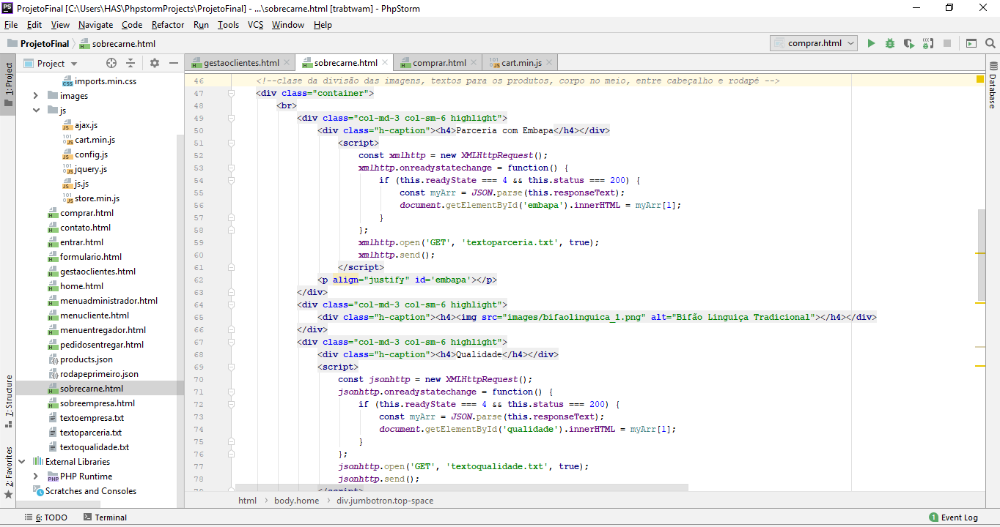 ProjetoFinal [C:\Users\HAS\PhpstormProjects\ProjetoFinal] - ...\sobrecarne.html [trabtwam] - PhpStorm
File Edit View Navigate Code Refactor Run Tools VCS Window Help
ProjetoFinal sobrecarne.html comprar.html
Project
gestaoclientes.html sobrecarne.html comprar.html cart.min.js
1: Project
7: Structure
2: Favorites
imports.min.css
images
js
ajax.js
cart.min.js
config.js
jquery.js
js.js
store.min.js
comprar.html
contato.html
entrar.html
formulario.html
gestaoclientes.html
home.html
menuadministrador.html
menucliente.html
menuentregador.html
pedidosentregar.html
products.json
rodapeprimeiro.json
sobrecarne.html
sobreempresa.html
textoempresa.txt
textoparceria.txt
textoqualidade.txt
External Libraries
PHP Runtime
Scratches and Consoles
46 <!--clase da divisão das imagens, textos para os produtos, corpo no meio, entre cabeçalho e rodapé -->
47 <div class="container">
48 <br>
49 <div class="col-md-3 col-sm-6 highlight">
50 <div class="h-caption"><h4>Parceria com Embapa</h4></div>
51 <script>
52 const xmlhttp = new XMLHttpRequest();
53 xmlhttp.onreadystatechange = function() {
54 if (this.readyState === 4 && this.status === 200) {
55 const myArr = JSON.parse(this.responseText);
56 document.getElementById('embapa').innerHTML = myArr[1];
57 }
58 };
59 xmlhttp.open('GET', 'textoparceria.txt', true);
60 xmlhttp.send();
61 </script>
62 <p align="justify" id='embapa'></p>
63 </div>
64 <div class="col-md-3 col-sm-6 highlight">
65 <div class="h-caption"><h4><img src="images/bifaolinguica_1.png" alt="Bifão Linguiça Tradicional"></h4></div>
66 </div>
67 <div class="col-md-3 col-sm-6 highlight">
68 <div class="h-caption"><h4>Qualidade</h4></div>
69 <script>
70 const jsonhttp = new XMLHttpRequest();
71 jsonhttp.onreadystatechange = function() {
72 if (this.readyState === 4 && this.status === 200) {
73 const myArr = JSON.parse(this.responseText);
74 document.getElementById('qualidade').innerHTML = myArr[1];
75 }
76 };
77 jsonhttp.open('GET', 'textoqualidade.txt', true);
78 jsonhttp.send();
79 </script>
html body.home div.jumbotron.top-space
Database
6: TODO Terminal 1 Event Log